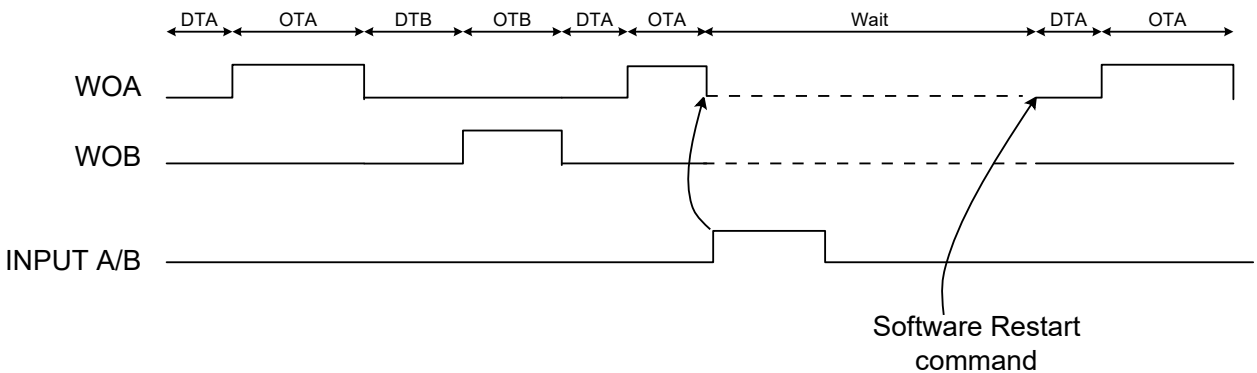 DTA OTA DTB OTB DTA OTA Wait DTA OTA
WOA
WOB
INPUT A/B
Software Restart
command